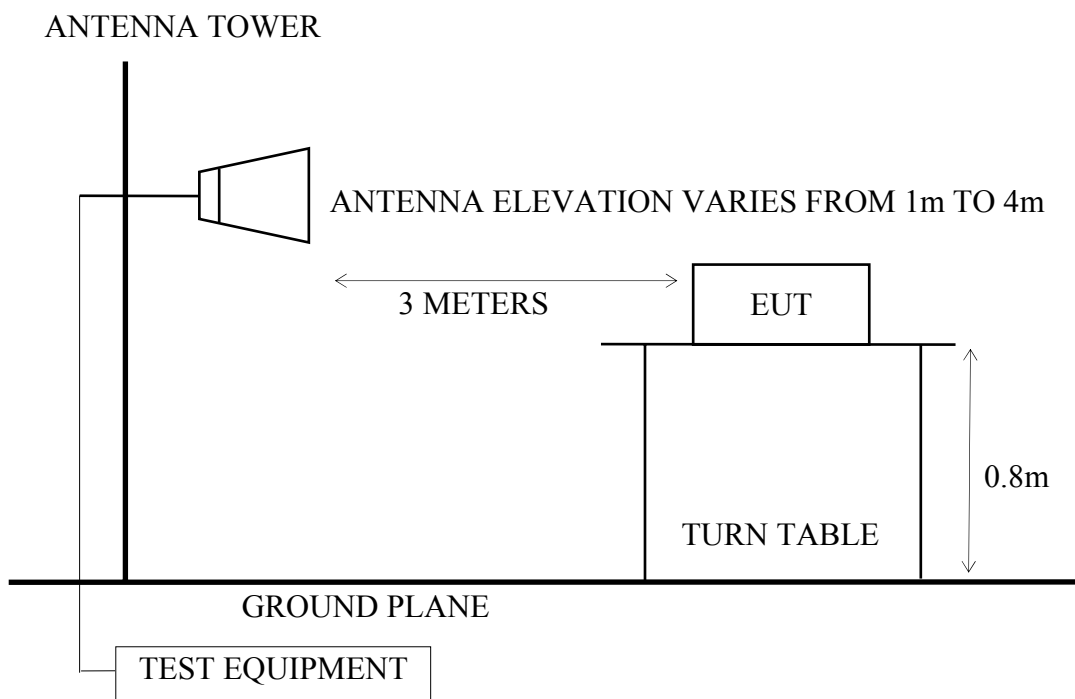 ANTENNA TOWER
ANTENNA ELEVATION VARIES FROM 1m TO 4m
3 METERS
EUT
0.8m
TURN TABLE
GROUND PLANE
TEST EQUIPMENT